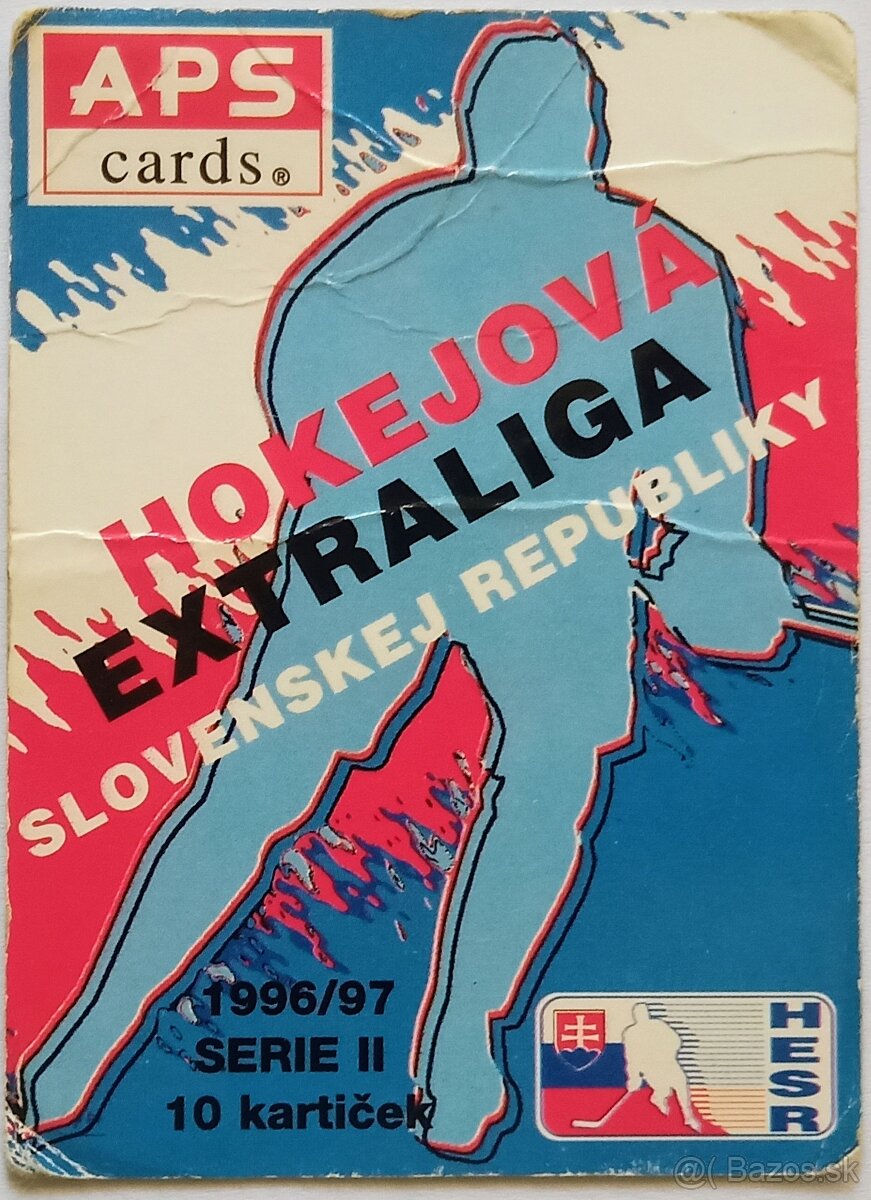 APS
cards®
HOKEJOVÁ
EXTRALIGA
SLOVENSKEJ REPUBLIKY
1996/97
SERIE II
10 kartiček
HESR
@( Bazos.sk